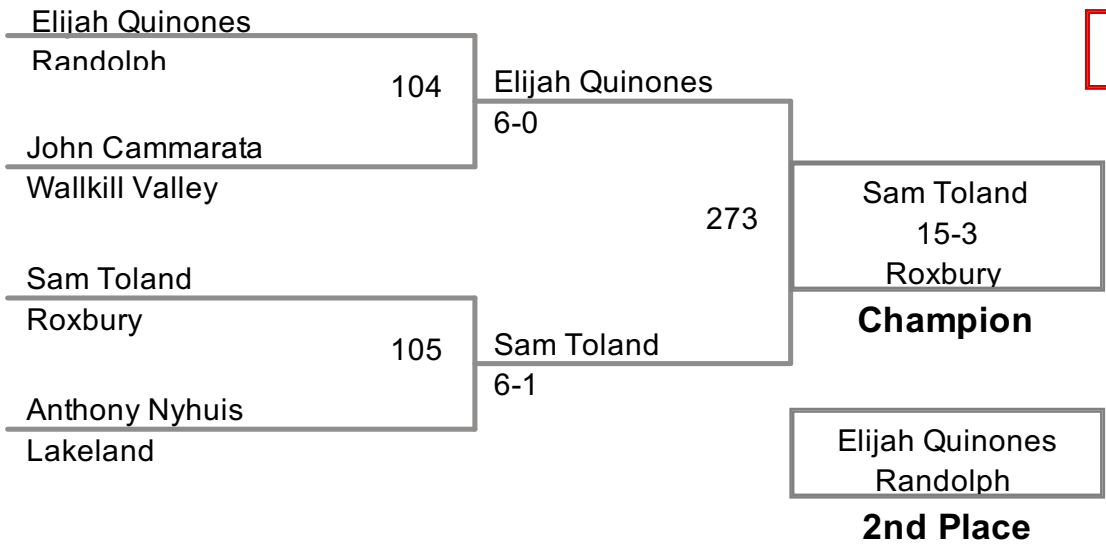 Elijah Quinones
Randolph
104
Elijah Quinones
6-0
John Cammarata
Wallkill Valley
273
Sam Toland
15-3
Roxbury
Champion
Sam Toland
Roxbury
105
Sam Toland
6-1
Anthony Nyhuis
Lakeland
Elijah Quinones
Randolph
2nd Place